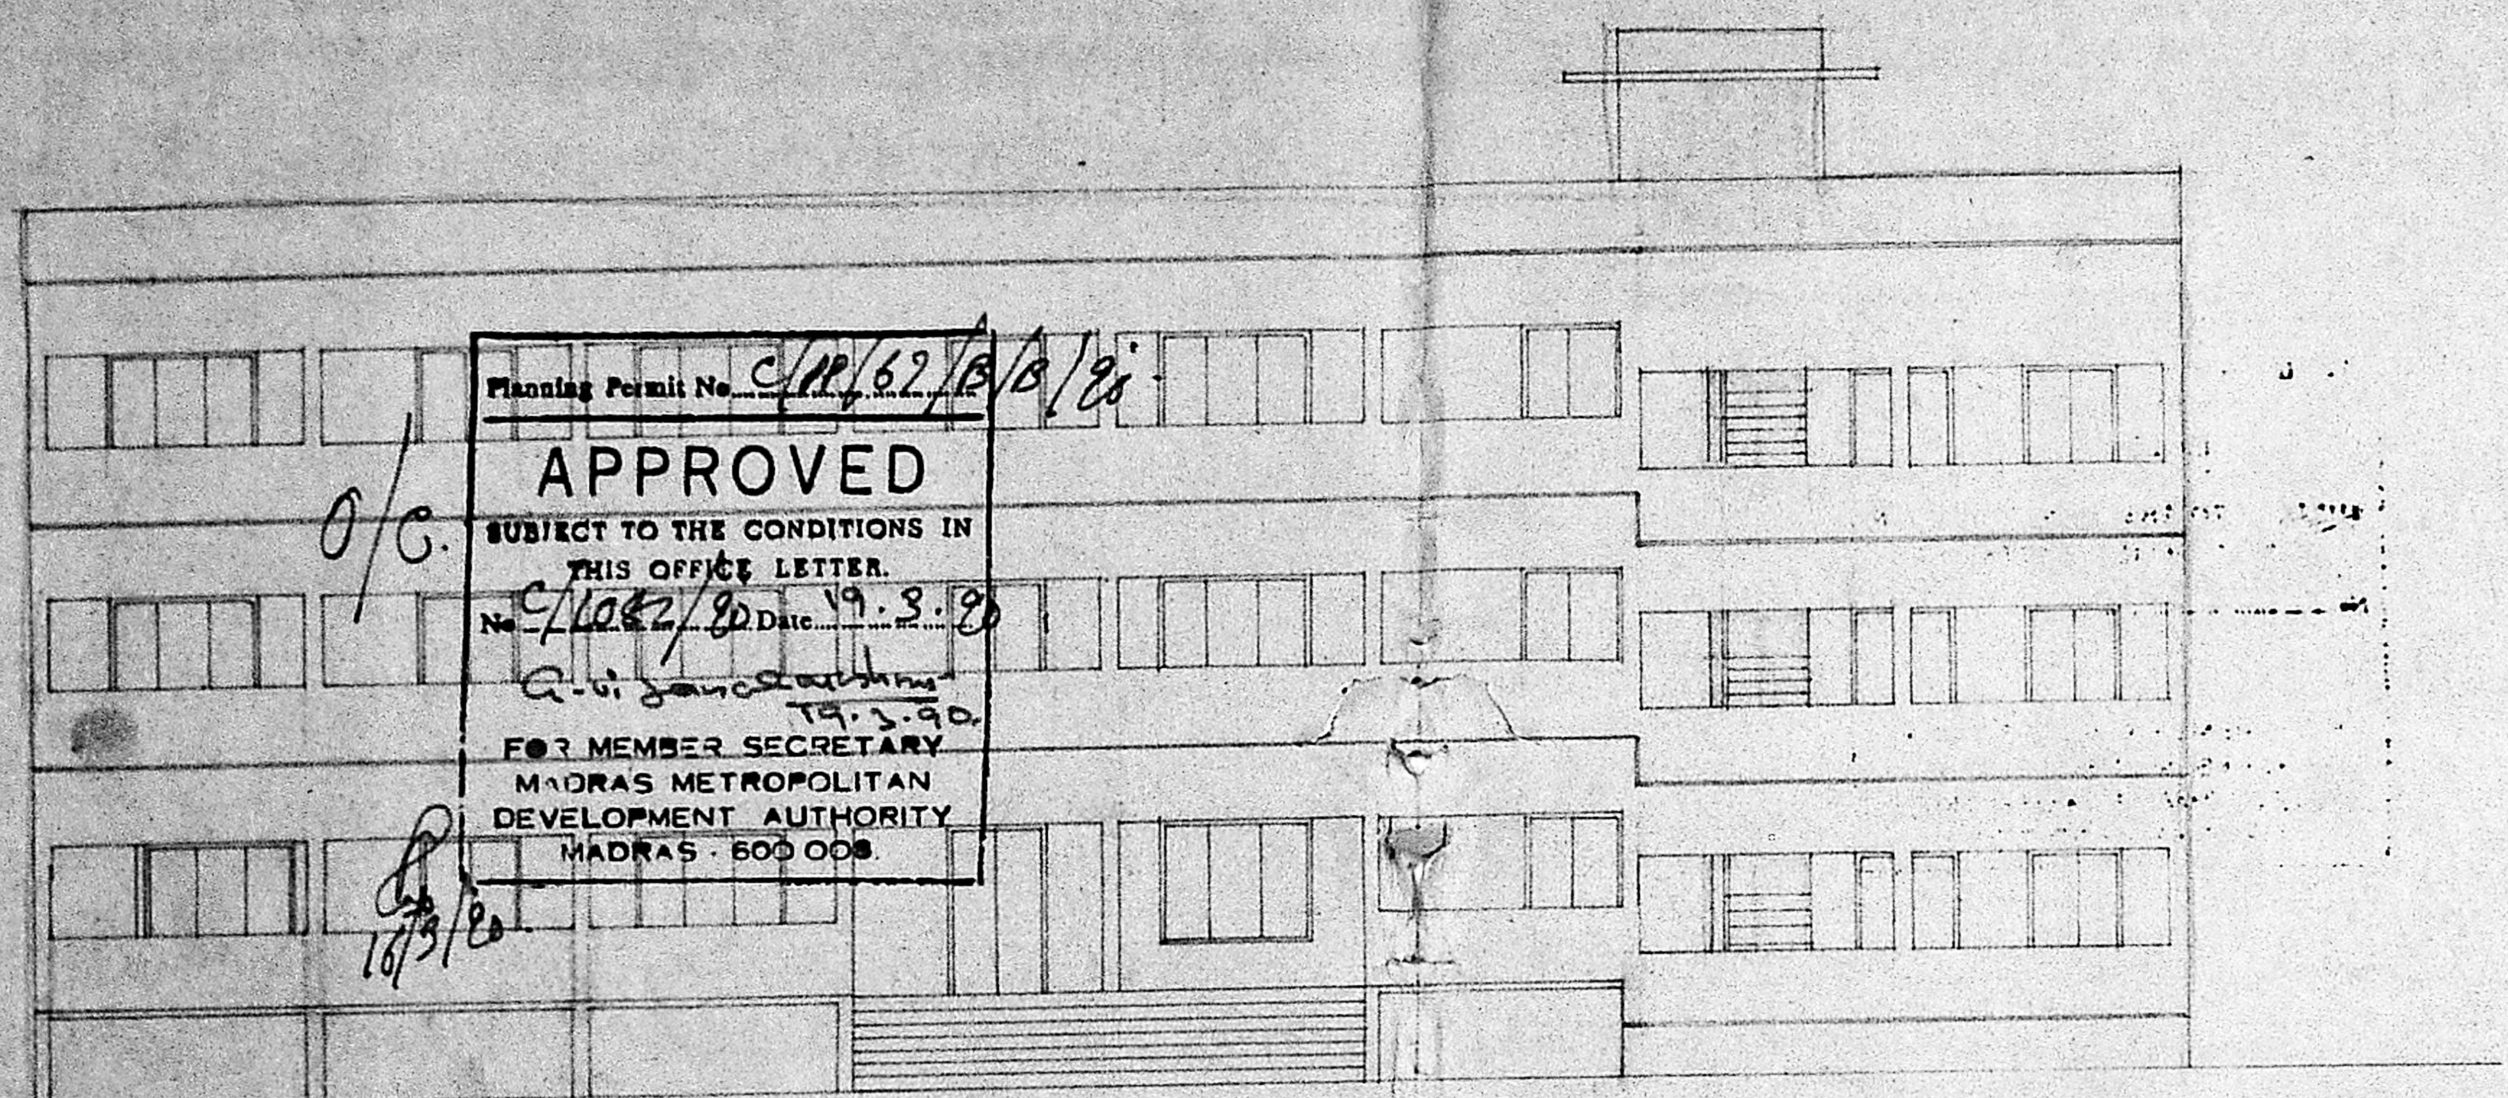 Planning Permit No. C/PP/62/B/B/90
APPROVED
SUBJECT TO THE CONDITIONS IN
THIS OFFICE LETTER.
No C/1082/90 Date 19.3.90
19.3.90.
FOR MEMBER SECRETARY
MADRAS METROPOLITAN
DEVELOPMENT AUTHORITY
MADRAS - 600 008.
O/C.
16/3/90